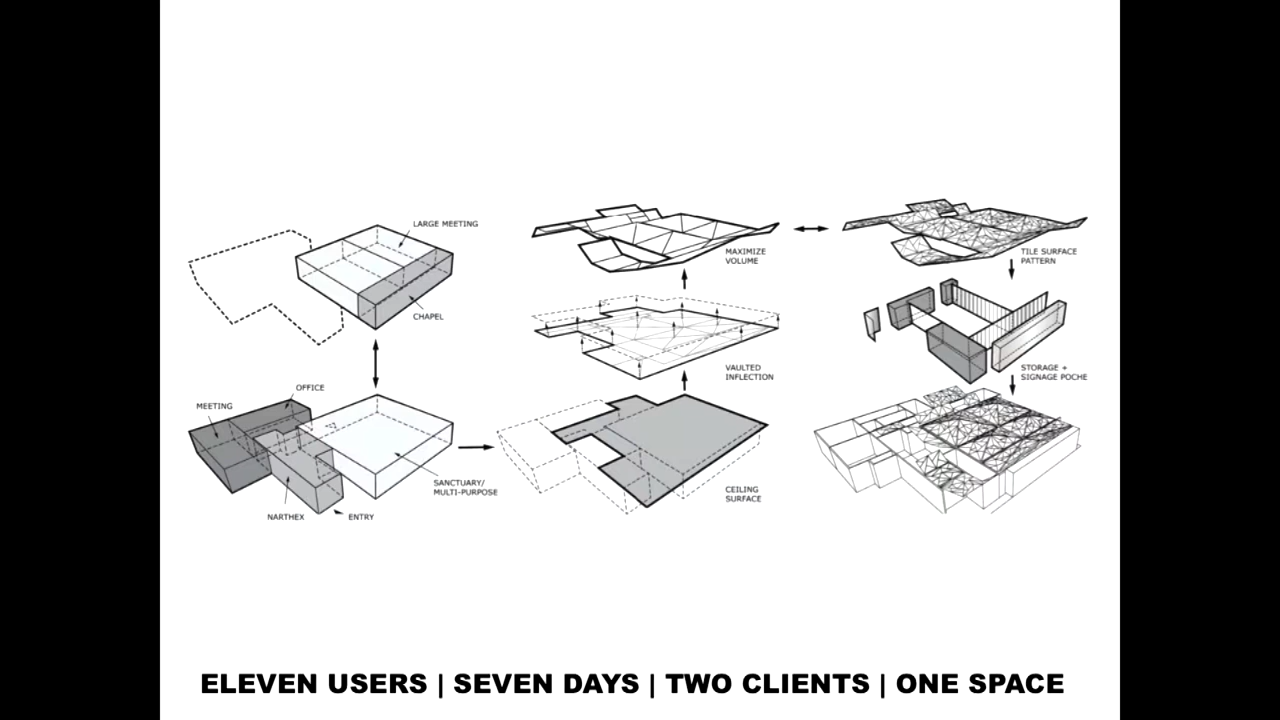 LARGE MEETING
CHAPEL
OFFICE
MEETING
SANCTUARY/
MULTI-PURPOSE
NARTHEX
ENTRY
MAXIMIZE
VOLUME
VAULTED
INFLECTION
CEILING
SURFACE
TILE SURFACE
PATTERN
STORAGE +
SIGNAGE POCHE
ELEVEN USERS | SEVEN DAYS | TWO CLIENTS | ONE SPACE